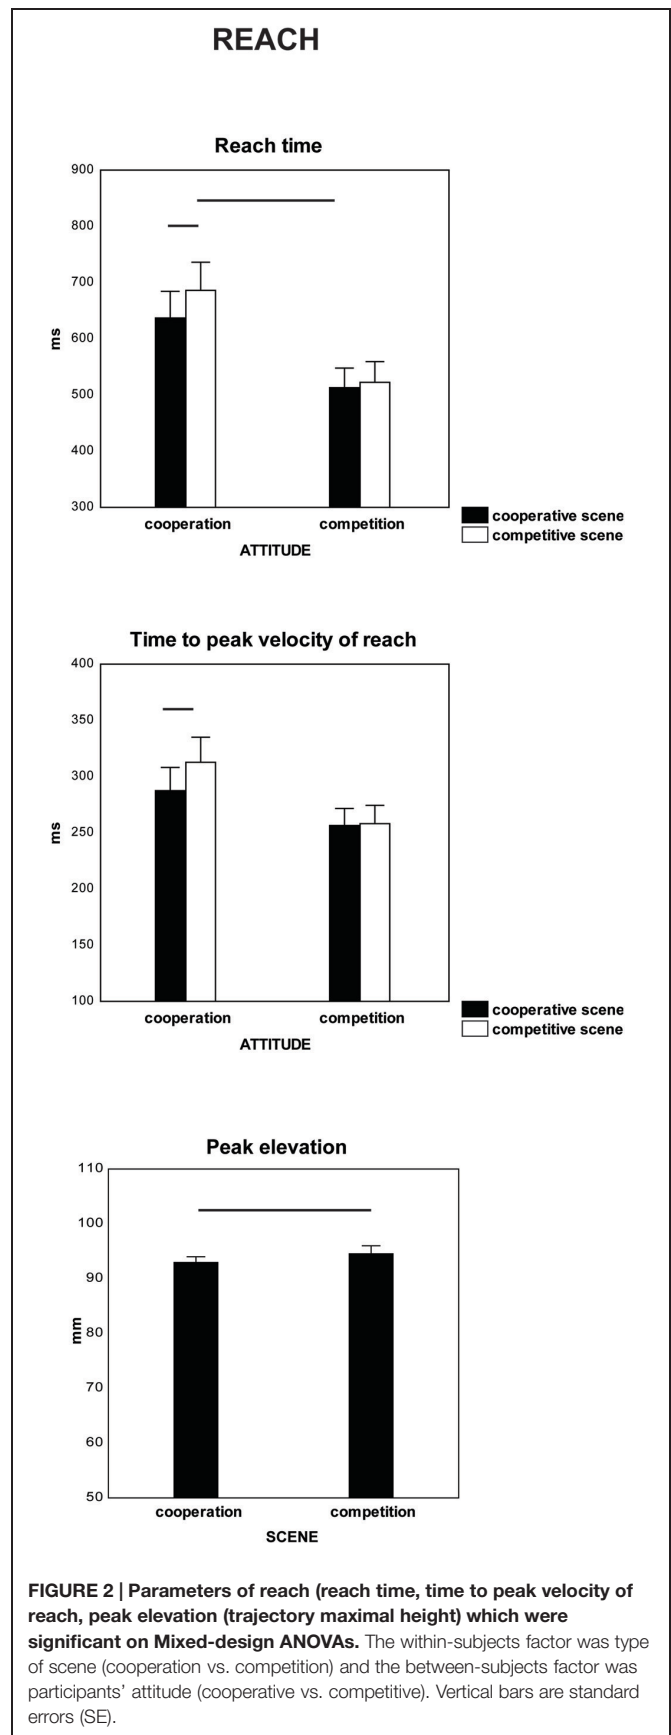 REACH
Reach time
900
800
700
600
500
400
300
ms
cooperation competition
ATTITUDE
cooperative scene
competitive scene
Time to peak velocity of reach
400
350
300
250
200
150
100
ms
cooperation competition
ATTITUDE
cooperative scene
competitive scene
Peak elevation
110
100
90
80
70
60
50
mm
cooperation competition
SCENE
FIGURE 2 | Parameters of reach (reach time, time to peak velocity of
reach, peak elevation (trajectory maximal height) which were
significant on Mixed-design ANOVAs. The within-subjects factor was type
of scene (cooperation vs. competition) and the between-subjects factor was
participants' attitude (cooperative vs. competitive). Vertical bars are standard
errors (SE).